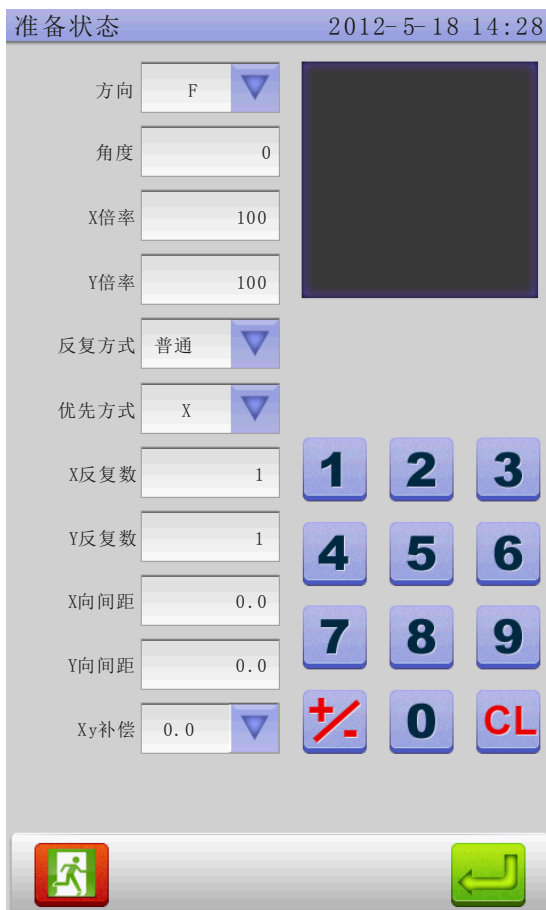 准备状态 2012-5-18 14:28
方向 F
角度 0
X倍率 100
Y倍率 100
反复方式 普通
优先方式 X
X反复数 1
Y反复数 1
X向间距 0.0
Y向间距 0.0
Xy补偿 0.0
1 2 3
4 5 6
7 8 9
+/- 0 CL